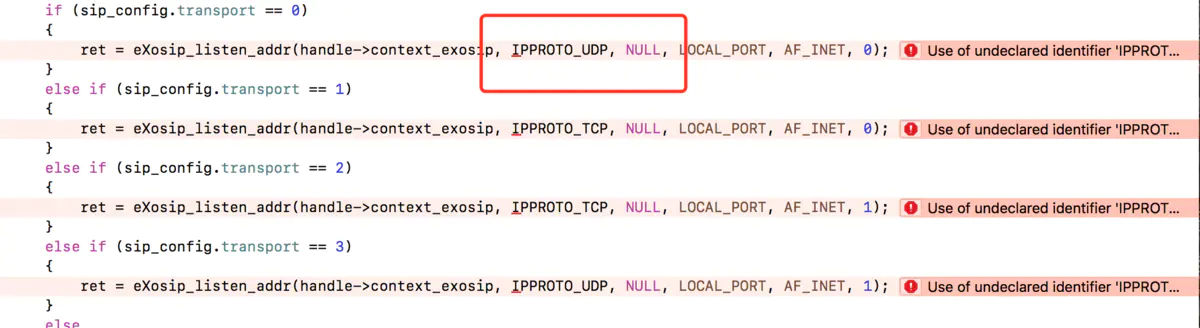 if (sip_config.transport == 0)
{
ret = eXosip_listen_addr(handle->context_exosip, IPPROTO_UDP, NULL, LOCAL_PORT, AF_INET, 0); Use of undeclared identifier 'IPPROT...
}
else if (sip_config.transport == 1)
{
ret = eXosip_listen_addr(handle->context_exosip, IPPROTO_TCP, NULL, LOCAL_PORT, AF_INET, 0); Use of undeclared identifier 'IPPROT...
}
else if (sip_config.transport == 2)
{
ret = eXosip_listen_addr(handle->context_exosip, IPPROTO_TCP, NULL, LOCAL_PORT, AF_INET, 1); Use of undeclared identifier 'IPPROT...
}
else if (sip_config.transport == 3)
{
ret = eXosip_listen_addr(handle->context_exosip, IPPROTO_UDP, NULL, LOCAL_PORT, AF_INET, 1); Use of undeclared identifier 'IPPROT...
}
else